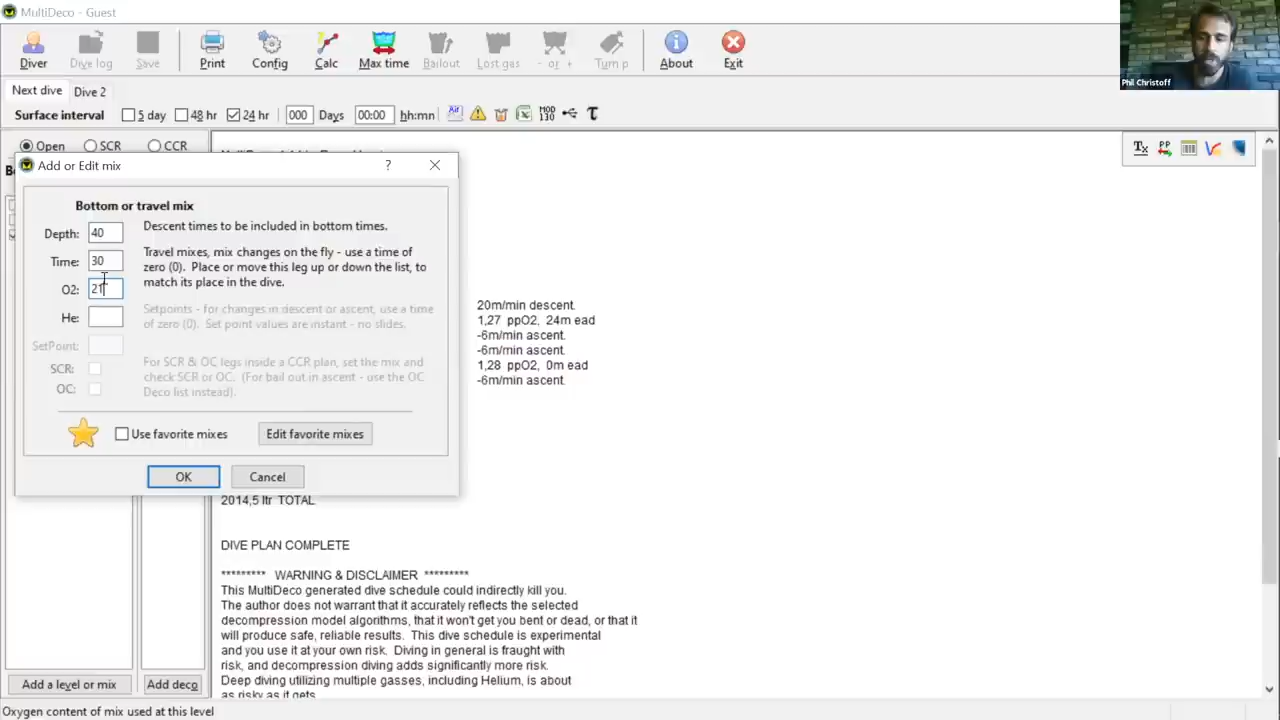 MultiDeco - Guest
Diver
Dive log
Save
Print
Config
Calc
Max time
Bailout
Lost gas
- or +
Turn p
About
Exit
Phil Christoff
Next dive
Dive 2
Surface interval
5 day
48 hr
24 hr
000
Days
00:00
hh:mn
Air
MOD
130
τ
Open
SCR
CCR
Tx
PP
Add or Edit mix
?
Bottom or travel mix
Depth:
40
Descent times to be included in bottom times.
Time:
30
Travel mixes, mix changes on the fly - use a time of
zero (0). Place or move this leg up or down the list, to
match its place in the dive.
O2:
21
He:
Setpoints - for changes in descent or ascent, use a time
of zero (0). Set point values are instant - no slides.
SetPoint:
SCR:
For SCR & OC legs inside a CCR plan, set the mix and
check SCR or OC. (For bail out in ascent - use the OC
Deco list instead).
OC:
Use favorite mixes
Edit favorite mixes
OK
Cancel
20m/min descent.
1,27 ppO2, 24m ead
-6m/min ascent.
-6m/min ascent.
1,28 ppO2, 0m ead
-6m/min ascent.
2014,5 ltr TOTAL
DIVE PLAN COMPLETE
********* WARNING & DISCLAIMER *********
This MultiDeco generated dive schedule could indirectly kill you.
The author does not warrant that it accurately reflects the selected
decompression model algorithms, that it won't get you bent or dead, or that it
will produce safe, reliable results. This dive schedule is experimental
and you use it at your own risk. Diving in general is fraught with
risk, and decompression diving adds significantly more risk.
Deep diving utilizing multiple gasses, including Helium, is about
as risky as it gets.
Add a level or mix
Add deco
Oxygen content of mix used at this level